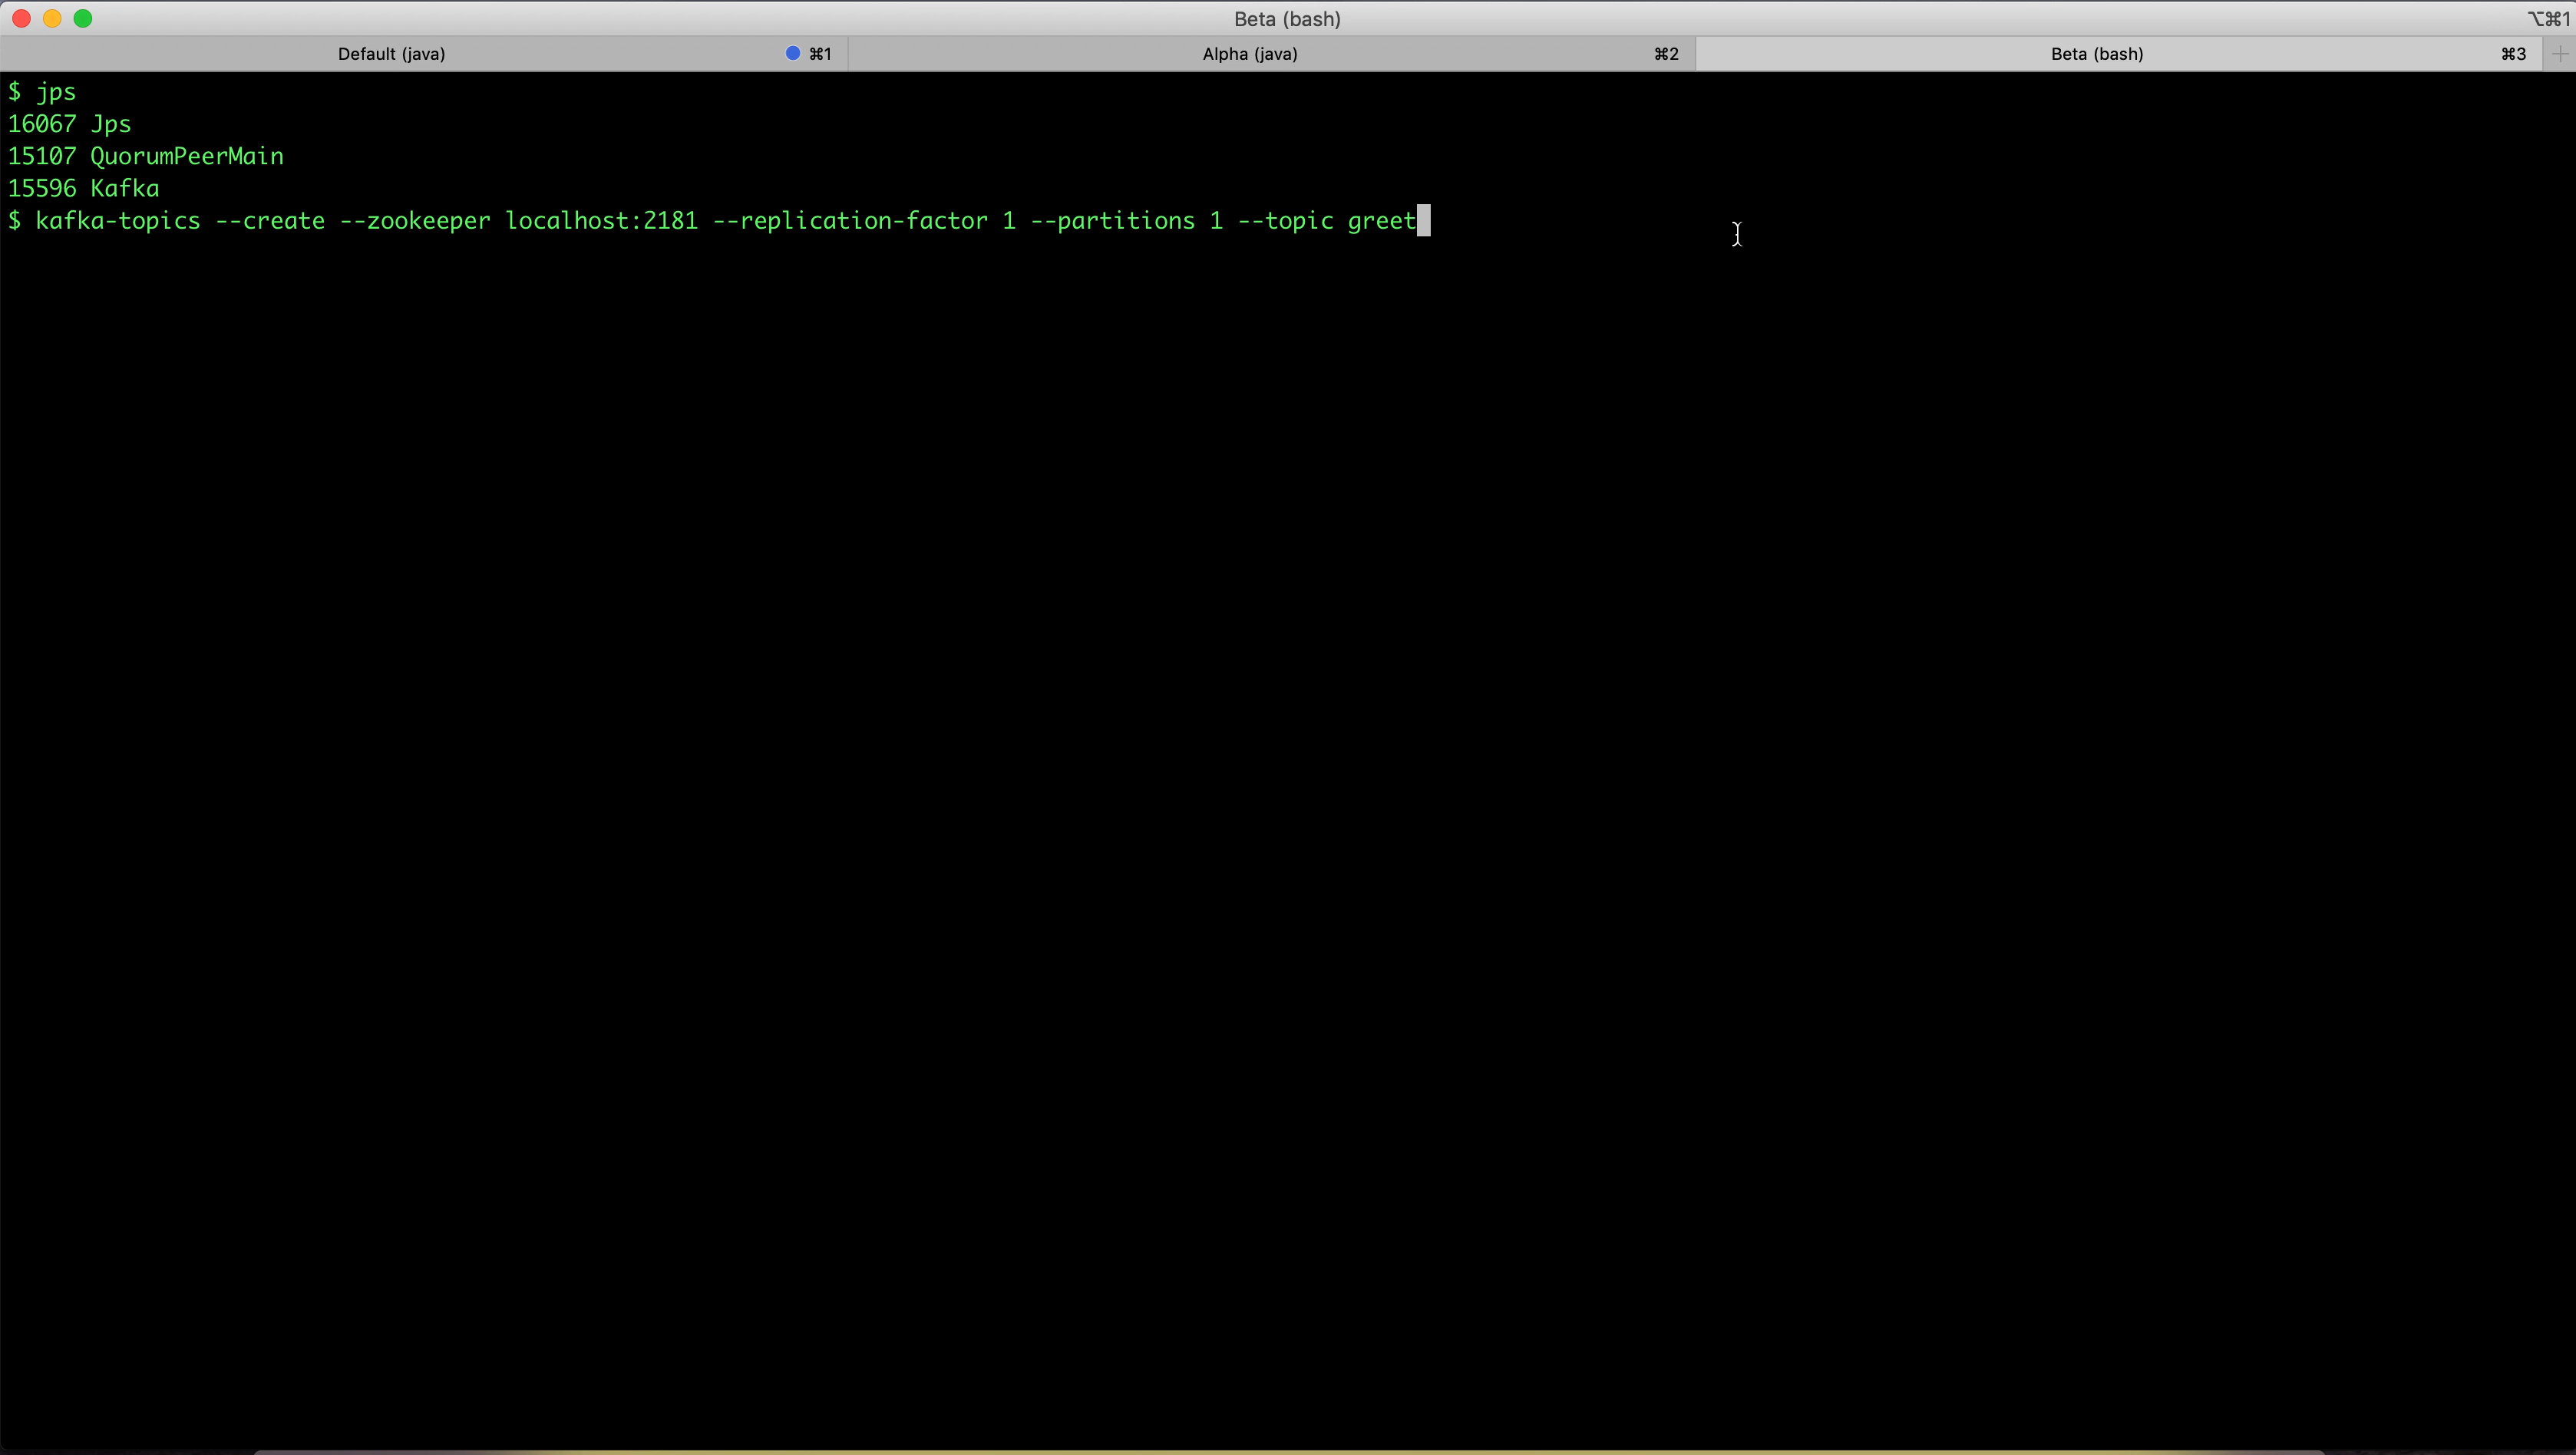 Beta (bash)
⌥⌘1
Default (java) ⌘1
Alpha (java) ⌘2
Beta (bash) ⌘3
$ jps
16067 Jps
15107 QuorumPeerMain
15596 Kafka
$ kafka-topics --create --zookeeper localhost:2181 --replication-factor 1 --partitions 1 --topic greet